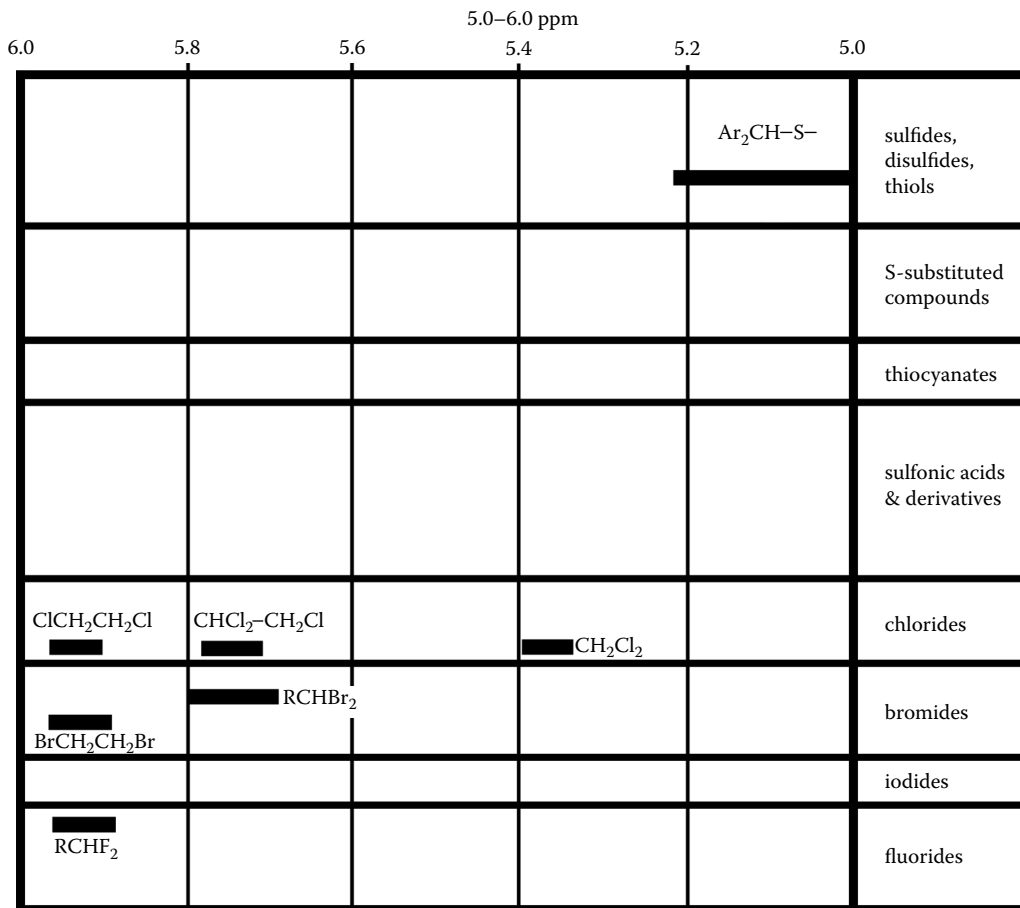 5.0–6.0 ppm
6.0 5.8 5.6 5.4 5.2 5.0
Ar₂CH–S–
sulfides,
disulfides,
thiols
S-substituted
compounds
thiocyanates
sulfonic acids
& derivatives
ClCH₂CH₂Cl CHCl₂–CH₂Cl
CH₂Cl₂
chlorides
RCHBr₂
BrCH₂CH₂Br
bromides
iodides
RCHF₂
fluorides